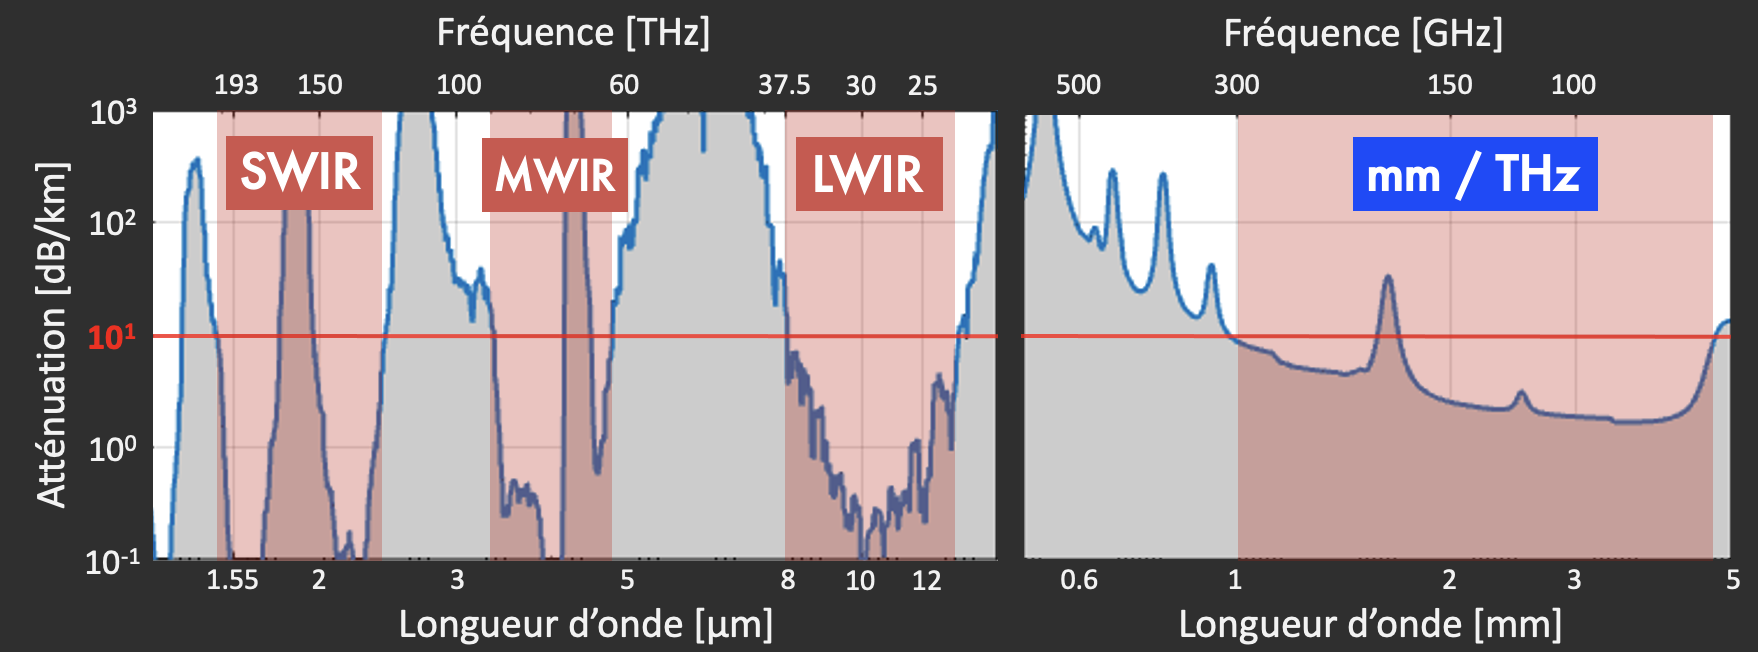 Fréquence [THz]
193 150 100 60 37.5 30 25
10³
10²
10¹
10⁰
10⁻¹
Atténuation [dB/km]
SWIR
MWIR
LWIR
1.55 2 3 5 8 10 12
Longueur d’onde [µm]
Fréquence [GHz]
500 300 150 100
mm / THz
0.6 1 2 3 5
Longueur d’onde [mm]